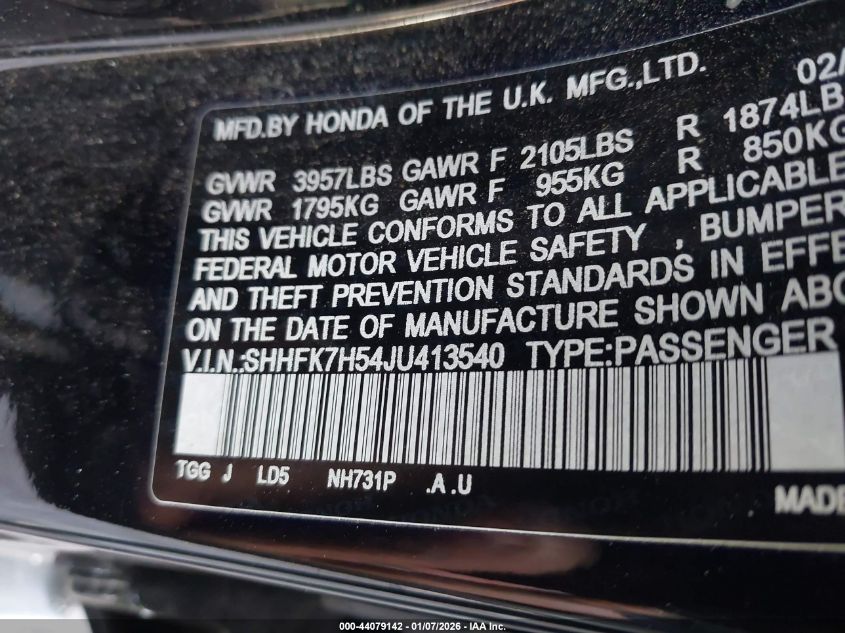 MFD.BY HONDA OF THE U.K. MFG.,LTD. 02/
GVWR 3957LBS GAWR F 2105LBS R 1874LB
GVWR 1795KG GAWR F 955KG R 850KG
THIS VEHICLE CONFORMS TO ALL APPLICABLE
FEDERAL MOTOR VEHICLE SAFETY , BUMPER
AND THEFT PREVENTION STANDARDS IN EFFE
ON THE DATE OF MANUFACTURE SHOWN ABO
V.I.N.:SHHFK7H54JU413540 TYPE:PASSENGER
TGG J LD5 NH731P .A .U
MADE
000-44079142 - 01/07/2026 - IAA Inc.